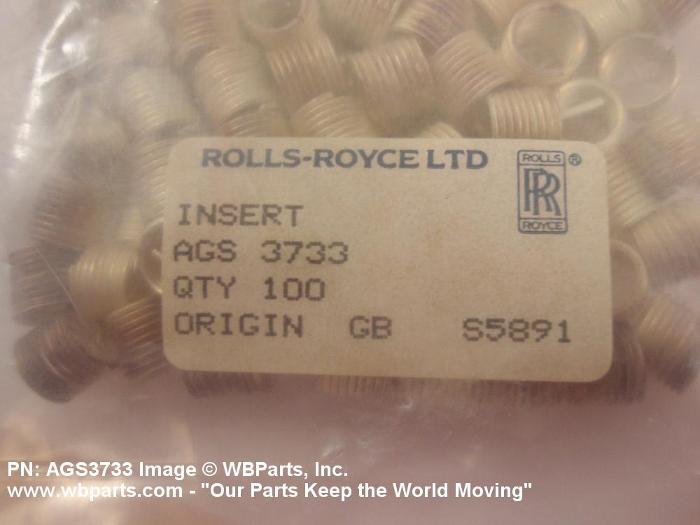 ROLLS-ROYCE LTD
ROLLS
RR
ROYCE
®
INSERT
AGS 3733
QTY 100
ORIGIN GB S5891
PN: AGS3733 Image © WBParts, Inc.
www.wbparts.com - "Our Parts Keep the World Moving"